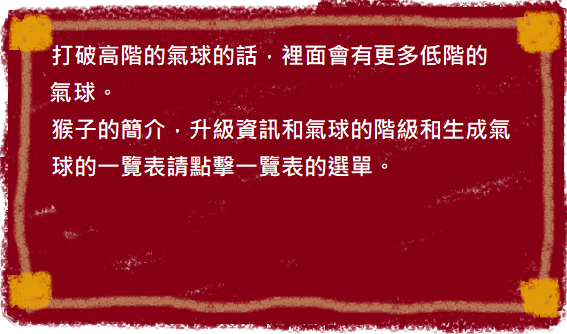 打破高階的氣球的話，裡面會有更多低階的
氣球。
猴子的簡介，升級資訊和氣球的階級和生成氣
球的一覽表請點擊一覽表的選單。